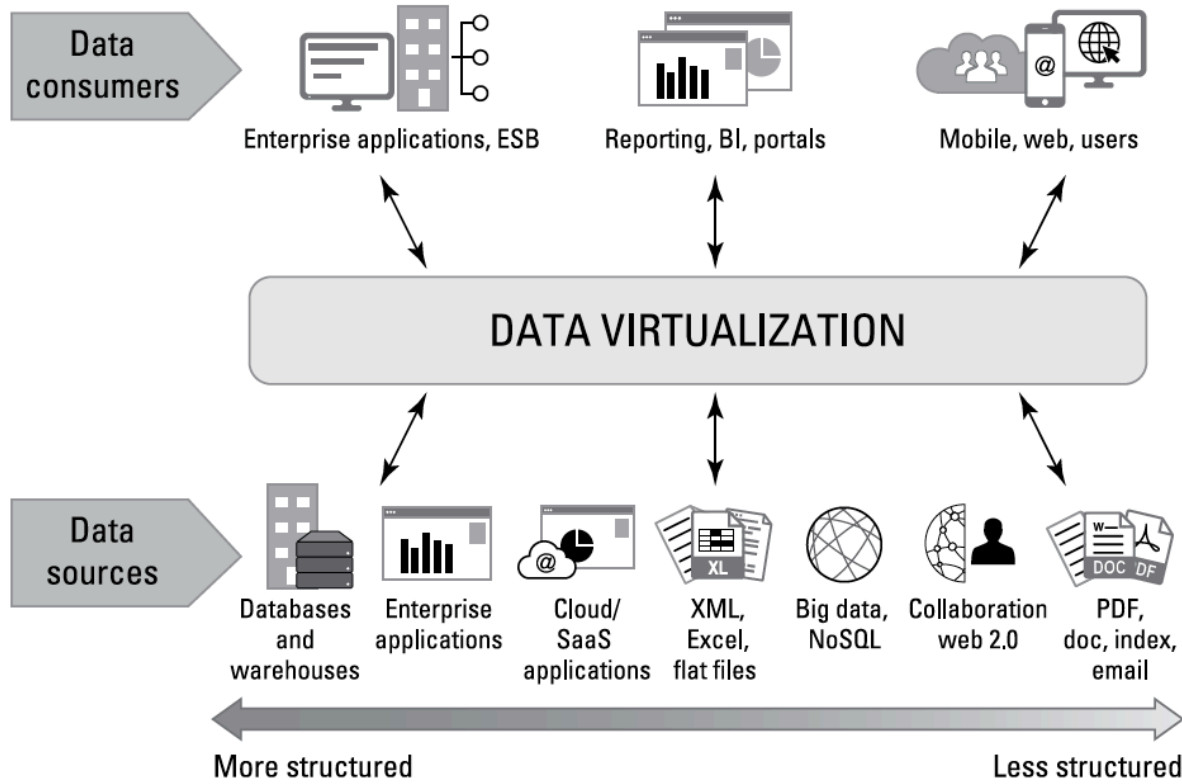 Data
consumers
@
Enterprise applications, ESB
Reporting, BI, portals
Mobile, web, users
DATA VIRTUALIZATION
Data
sources
@
XL
W
DOC
DF
Databases
and
warehouses
Enterprise
applications
Cloud/
SaaS
applications
XML,
Excel,
flat files
Big data,
NoSQL
Collaboration
web 2.0
PDF,
doc, index,
email
More structured
Less structured